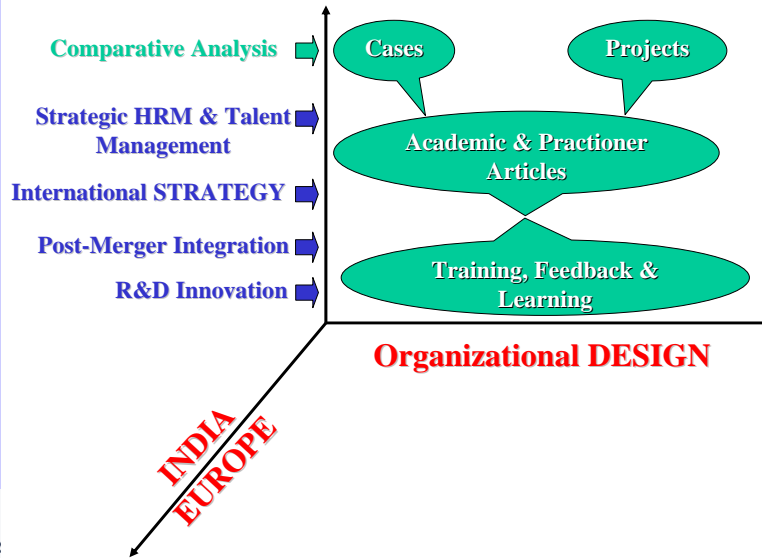 Comparative Analysis
Cases
Projects
Strategic HRM & Talent
Management
Academic & Practioner
Articles
International STRATEGY
Post-Merger Integration
R&D Innovation
Training, Feedback &
Learning
Organizational DESIGN
INDIA
EUROPE